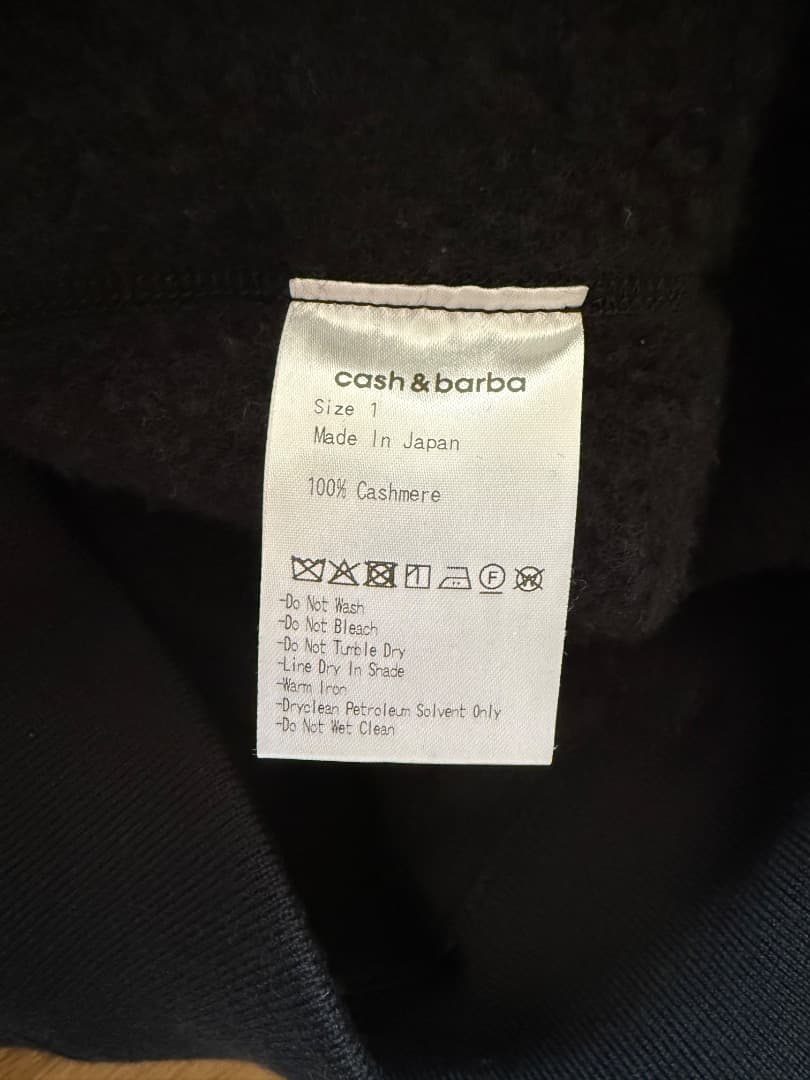 cash & barba
Size 1
Made In Japan
100% Cashmere
F W
-Do Not Wash
-Do Not Bleach
-Do Not Tumble Dry
-Line Dry In Shade
-Warm Iron
-Dryclean Petroleum Solvent Only
-Do Not Wet Clean